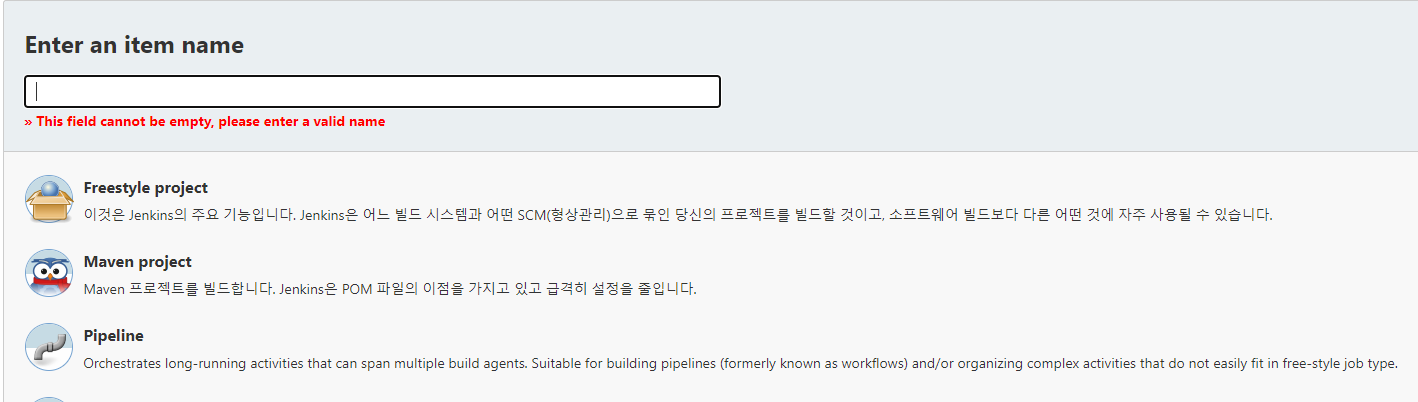 Enter an item name
» This field cannot be empty, please enter a valid name
Freestyle project
이것은 Jenkins의 주요 기능입니다. Jenkins은 어느 빌드 시스템과 어떤 SCM(형상관리)으로 묶인 당신의 프로젝트를 빌드할 것이고, 소프트웨어 빌드보다 다른 어떤 것에 자주 사용될 수 있습니다.
Maven project
Maven 프로젝트를 빌드합니다. Jenkins은 POM 파일의 이점을 가지고 있고 급격히 설정을 줄입니다.
Pipeline
Orchestrates long-running activities that can span multiple build agents. Suitable for building pipelines (formerly known as workflows) and/or organizing complex activities that do not easily fit in free-style job type.